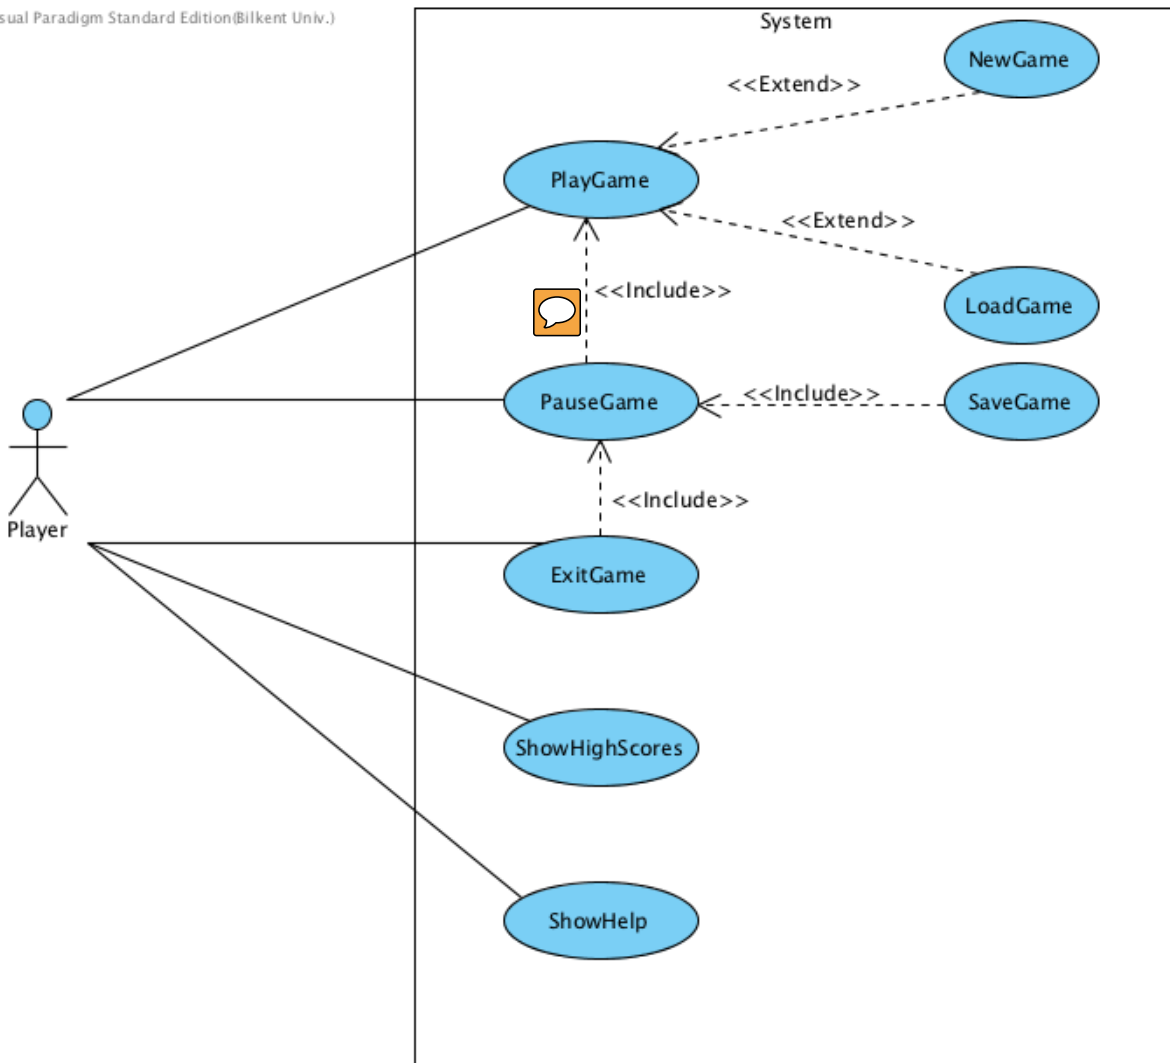 sual Paradigm Standard Edition(Bilkent Univ.)
System
NewGame
<<Extend>>
PlayGame
<<Extend>>
<<Include>>
LoadGame
PauseGame
<<Include>>
SaveGame
<<Include>>
Player
ExitGame
ShowHighScores
ShowHelp